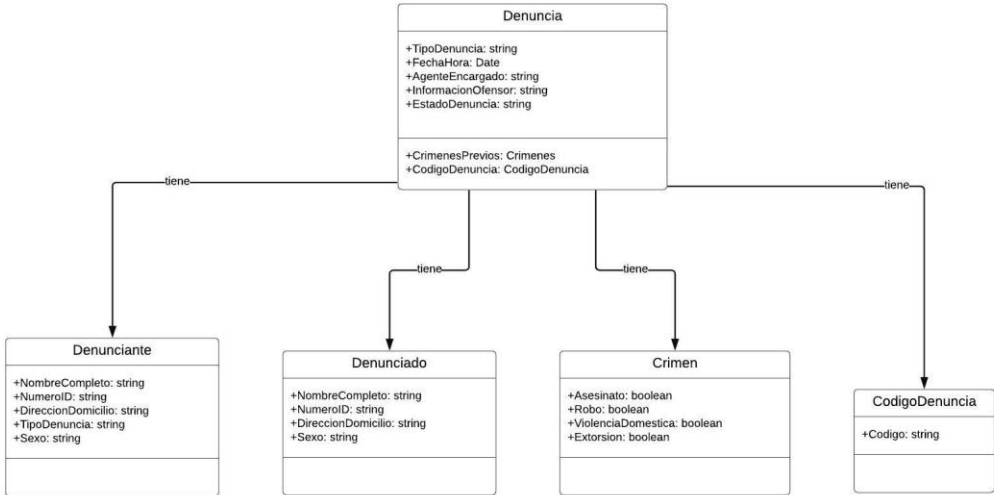 Denuncia
+TipoDenuncia: string
+FechaHora: Date
+AgenteEncargado: string
+InformacionOfensor: string
+EstadoDenuncia: string
+CrimenesPrevios: Crimenes
+CodigoDenuncia: CodigoDenuncia
tiene
tiene
tiene
tiene
Denunciante
+NombreCompleto: string
+NumeroID: string
+DireccionDomicilio: string
+TipoDenuncia: string
+Sexo: string
Denunciado
+NombreCompleto: string
+NumeroID: string
+DireccionDomicilio: string
+Sexo: string
Crimen
+Asesinato: boolean
+Robo: boolean
+ViolenciaDomestica: boolean
+Extorsion: boolean
CodigoDenuncia
+Codigo: string